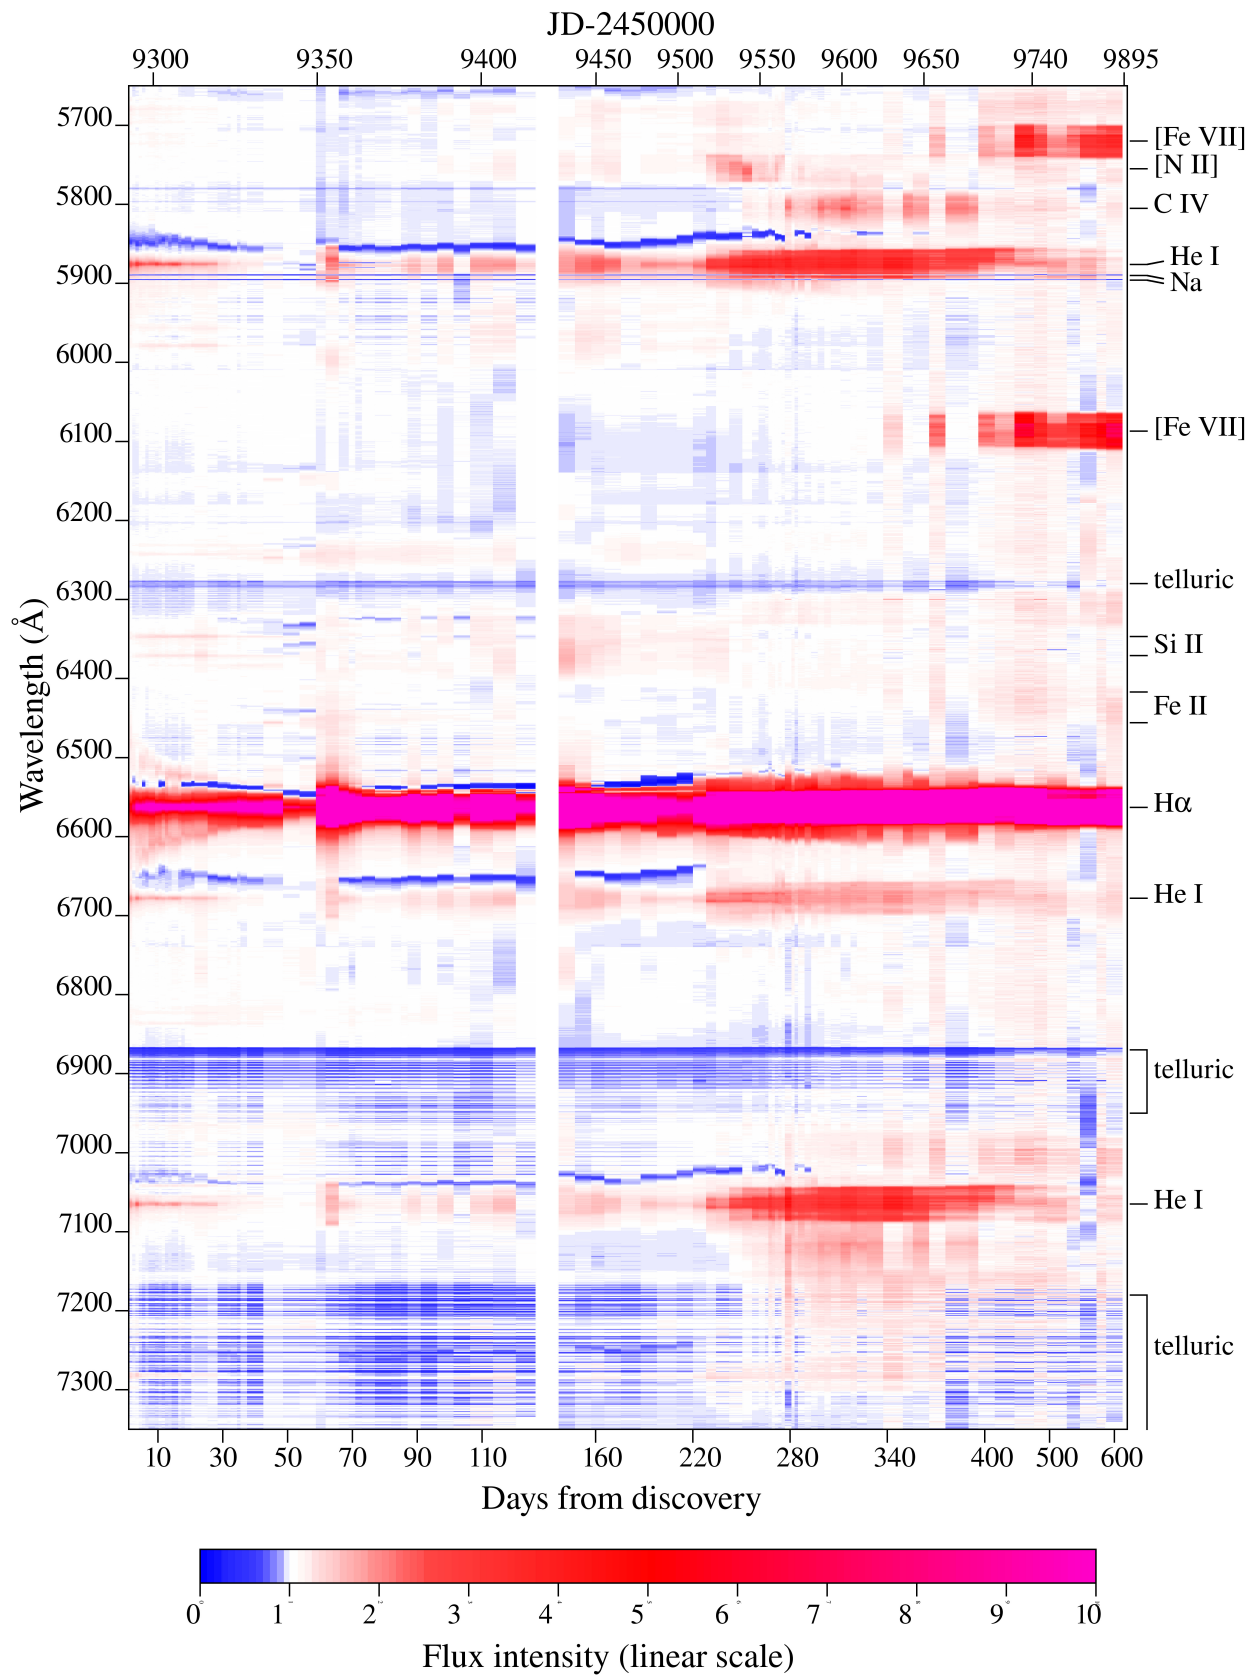 JD-2450000
9300 9350 9400 9450 9500 9550 9600 9650 9740 9895
5700
5800
5900
6000
6100
6200
6300
6400
6500
6600
6700
6800
6900
7000
7100
7200
7300
Wavelength (Å)
[Fe VII]
[N II]
C IV
He I
Na
[Fe VII]
telluric
Si II
Fe II
Hα
He I
telluric
He I
telluric
10 30 50 70 90 110 160 220 280 340 400 500 600
Days from discovery
0 1 2 3 4 5 6 7 8 9 10
Flux intensity (linear scale)